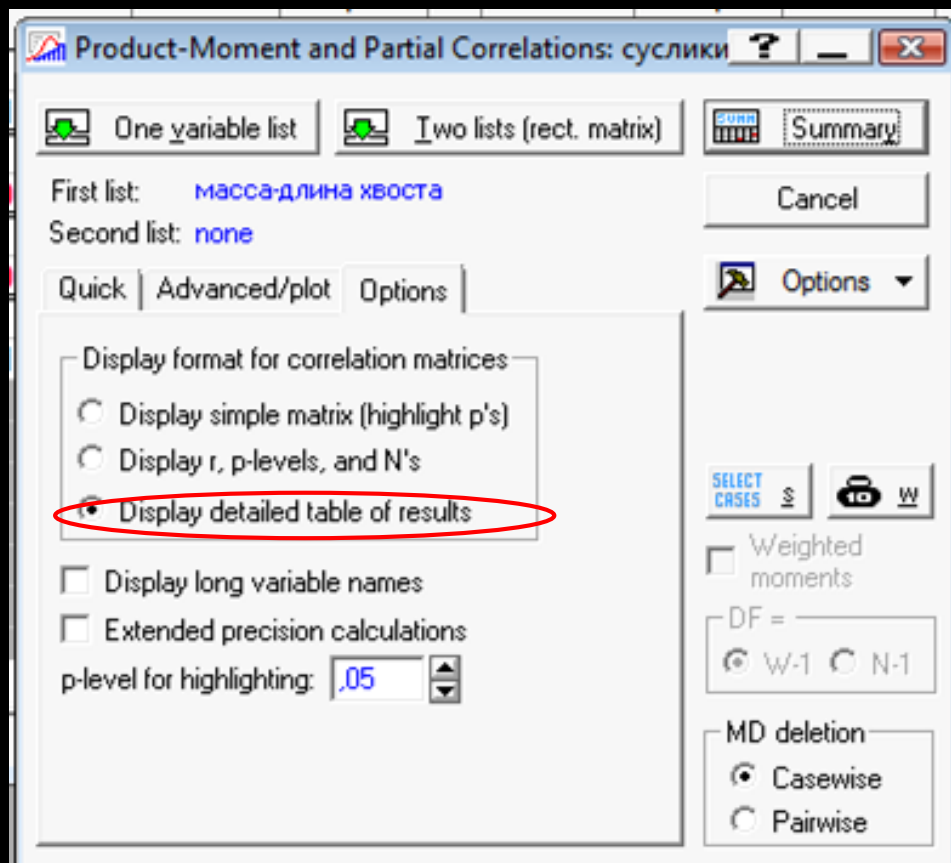 Product-Moment and Partial Correlations: суслики
One variable list
Two lists (rect. matrix)
SUMM
Summary
First list: масса-длина хвоста
Second list: none
Cancel
Quick
Advanced/plot
Options
Options
Display format for correlation matrices
Display simple matrix (highlight p's)
Display r, p-levels, and N's
Display detailed table of results
Display long variable names
Extended precision calculations
p-level for highlighting: ,05
SELECT
CASES
S
W
Weighted
moments
DF =
W-1
N-1
MD deletion
Casewise
Pairwise